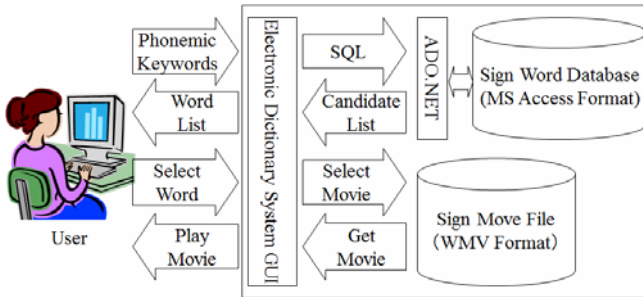 Phonemic
Keywords
Word
List
Select
Word
Play
Movie
User
Electronic Dictionary System GUI
SQL
Candidate
List
Select
Movie
Get
Movie
ADO.NET
Sign Word Database
(MS Access Format)
Sign Move File
(WMV Format)